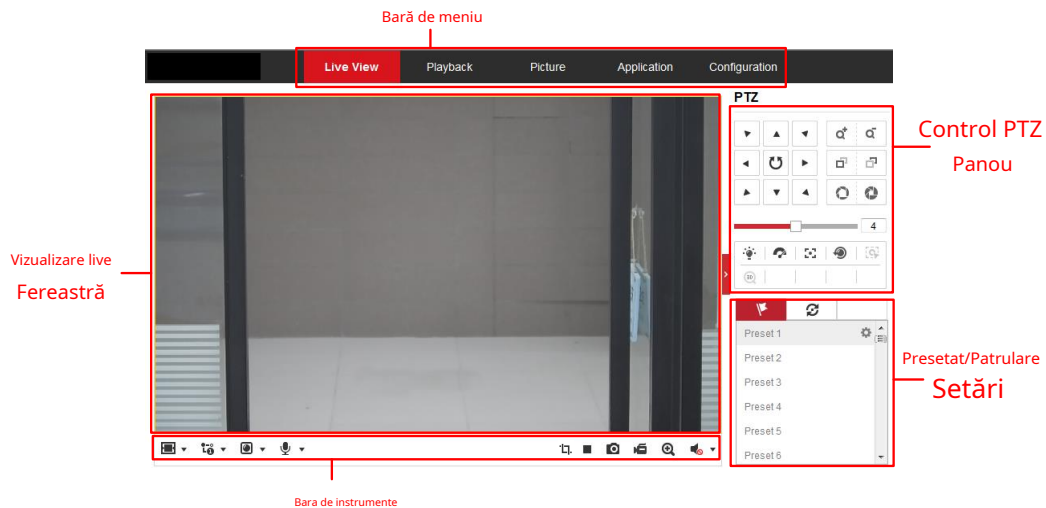 Bară de meniu
Live View
Playback
Picture
Application
Configuration
PTZ
Control PTZ
Panou
4
3D
Vizualizare live
Fereastră
Preset 1
Preset 2
Preset 3
Preset 4
Preset 5
Preset 6
Presetat/Patrulare
Setări
Bara de instrumente